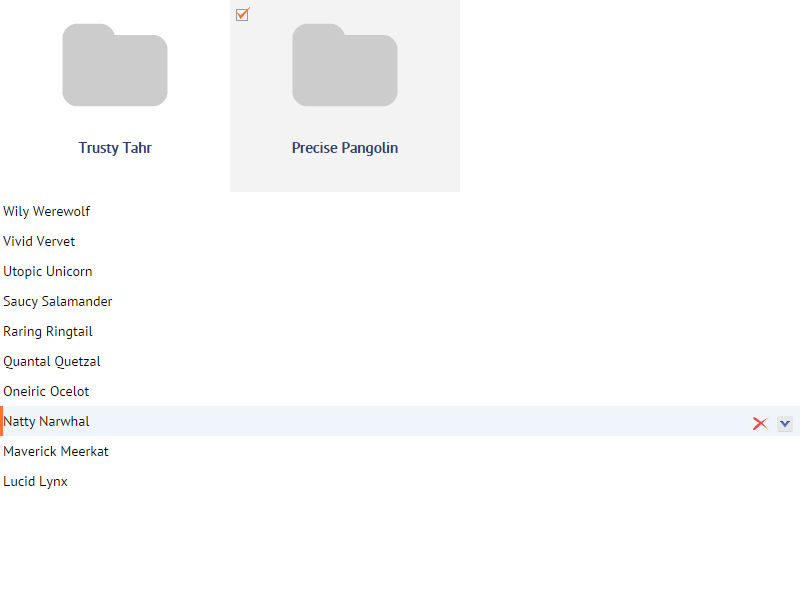 Trusty Tahr
Precise Pangolin
Wily Werewolf
Vivid Vervet
Utopic Unicorn
Saucy Salamander
Raring Ringtail
Quantal Quetzal
Oneiric Ocelot
Natty Narwhal
Maverick Meerkat
Lucid Lynx